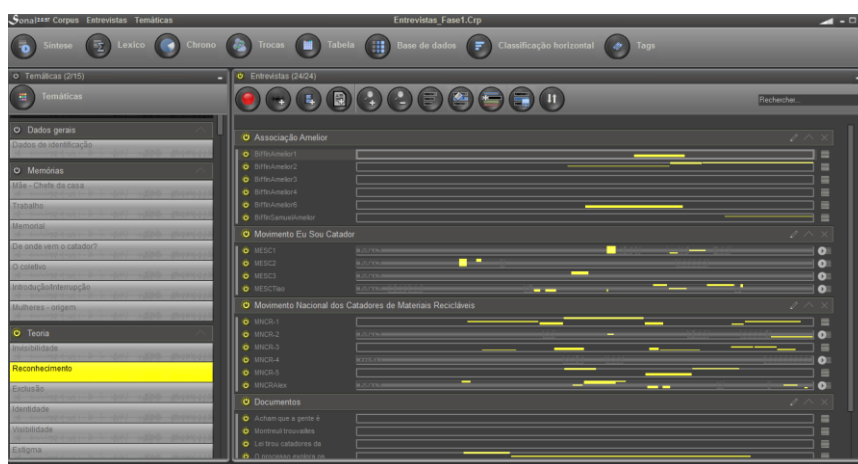 Sonal Corpus Entrevistas Temáticas
Entrevistas_Fase1.Crp
Síntese Lexico Chrono Trocas Tabela Base de dados Classificação horizontal Tags
Temáticas (2/15)
Temáticas
Dados gerais
Dados de identificação
Memórias
Mãe - Chefe da casa
Trabalho
Memorial
De onde vem o catador?
O coletivo
Introdução/Interrupção
Mulheres - origem
Teoria
Invisibilidade
Reconhecimento
Exclusão
Identidade
Visibilidade
Estigma
Entrevistas (24/24)
Rechercher...
Associação Amelior
BiffinAmelior1
BiffinAmelior2
BiffinAmelior3
BiffinAmelior4
BiffinAmelior5
BiffinSamuelAmelior
Movimento Eu Sou Catador
MESC1
MESC2
MESC3
MESCTiao
Movimento Nacional dos Catadores de Materiais Recicláveis
MNCR-1
MNCR-2
MNCR-3
MNCR-4
MNCR-5
MNCRAlex
Documentos
Acham que a gente é
Montreuil trouvailles
Lei tirou catadores da
O processo explora os